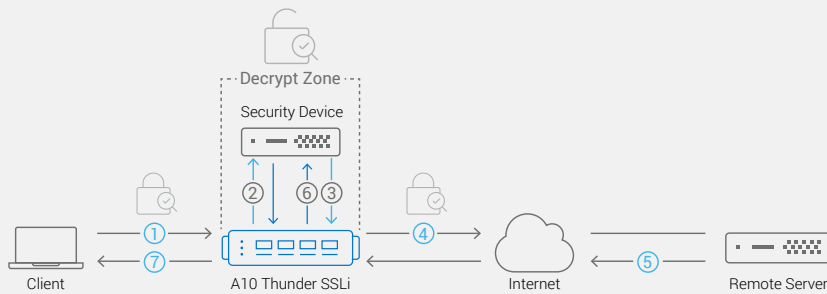 Decrypt Zone
Security Device
2 6 3
1 4
7 5
Client A10 Thunder SSLi Internet Remote Server